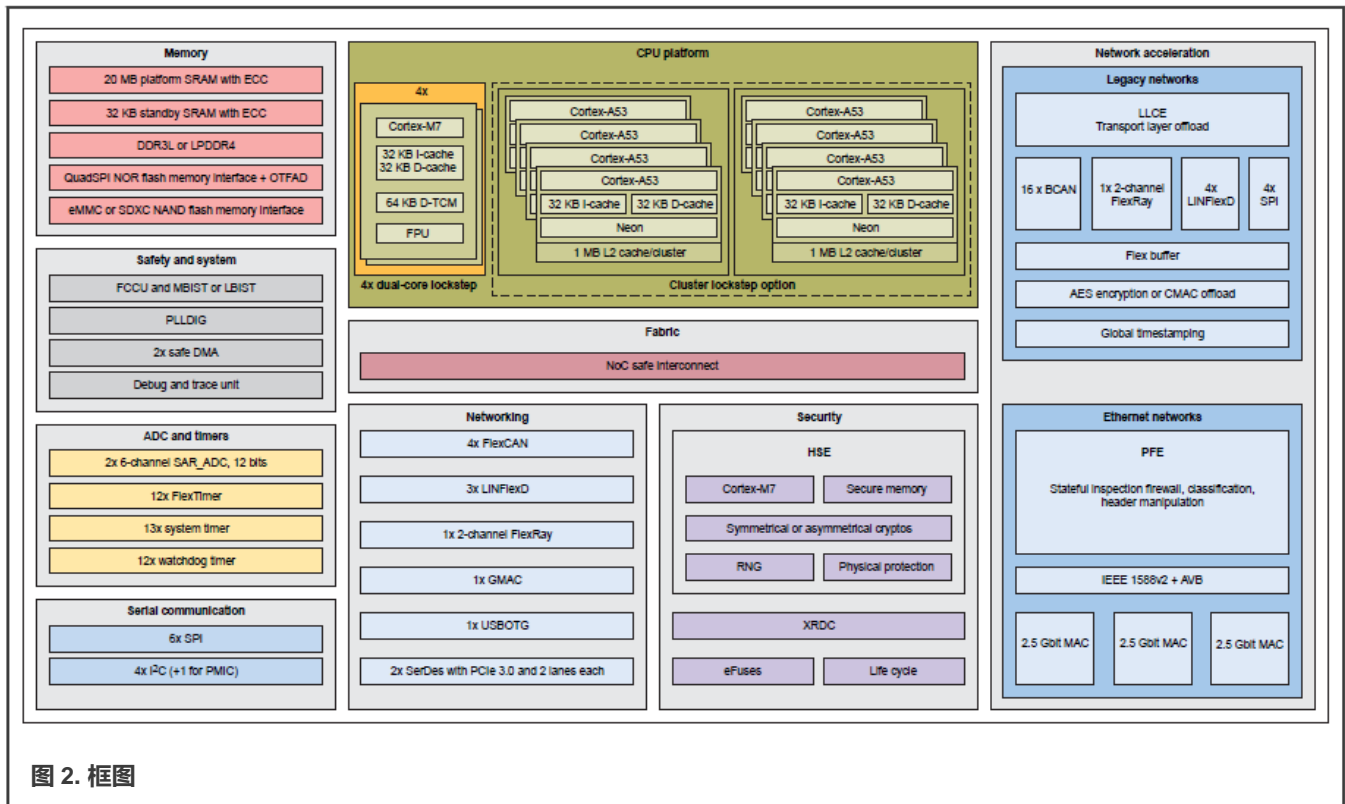 Memory
20 MB platform SRAM with ECC
32 KB standby SRAM with ECC
DDR3L or LPDDR4
QuadSPI NOR flash memory interface + OTFAD
eMMC or SDXC NAND flash memory interface
Safety and system
FCCU and MBIST or LBIST
PLLDIG
2x safe DMA
Debug and trace unit
ADC and timers
2x 6-channel SAR_ADC, 12 bits
12x FlexTimer
13x system timer
12x watchdog timer
Serial communication
6x SPI
4x I²C (+1 for PMIC)
CPU platform
4x
Cortex-M7
32 KB I-cache
32 KB D-cache
64 KB D-TCM
FPU
4x dual-core lockstep
Cortex-A53
Cortex-A53
Cortex-A53
Cortex-A53
32 KB I-cache
32 KB D-cache
Neon
1 MB L2 cache/cluster
Cortex-A53
Cortex-A53
Cortex-A53
Cortex-A53
32 KB I-cache
32 KB D-cache
Neon
1 MB L2 cache/cluster
Cluster lockstep option
Fabric
NoC safe interconnect
Networking
4x FlexCAN
3x LINFlexD
1x 2-channel FlexRay
1x GMAC
1x USBOTG
2x SerDes with PCIe 3.0 and 2 lanes each
Security
HSE
Cortex-M7
Secure memory
Symmetrical or asymmetrical cryptos
RNG
Physical protection
XRDC
eFuses
Life cycle
Network acceleration
Legacy networks
LLCE
Transport layer offload
16 x BCAN
1x 2-channel
FlexRay
4x
LINFlexD
4x
SPI
Flex buffer
AES encryption or CMAC offload
Global timestamping
Ethernet networks
PFE
Stateful inspection firewall, classification,
header manipulation
IEEE 1588v2 + AVB
2.5 Gbit MAC
2.5 Gbit MAC
2.5 Gbit MAC
图 2. 框图